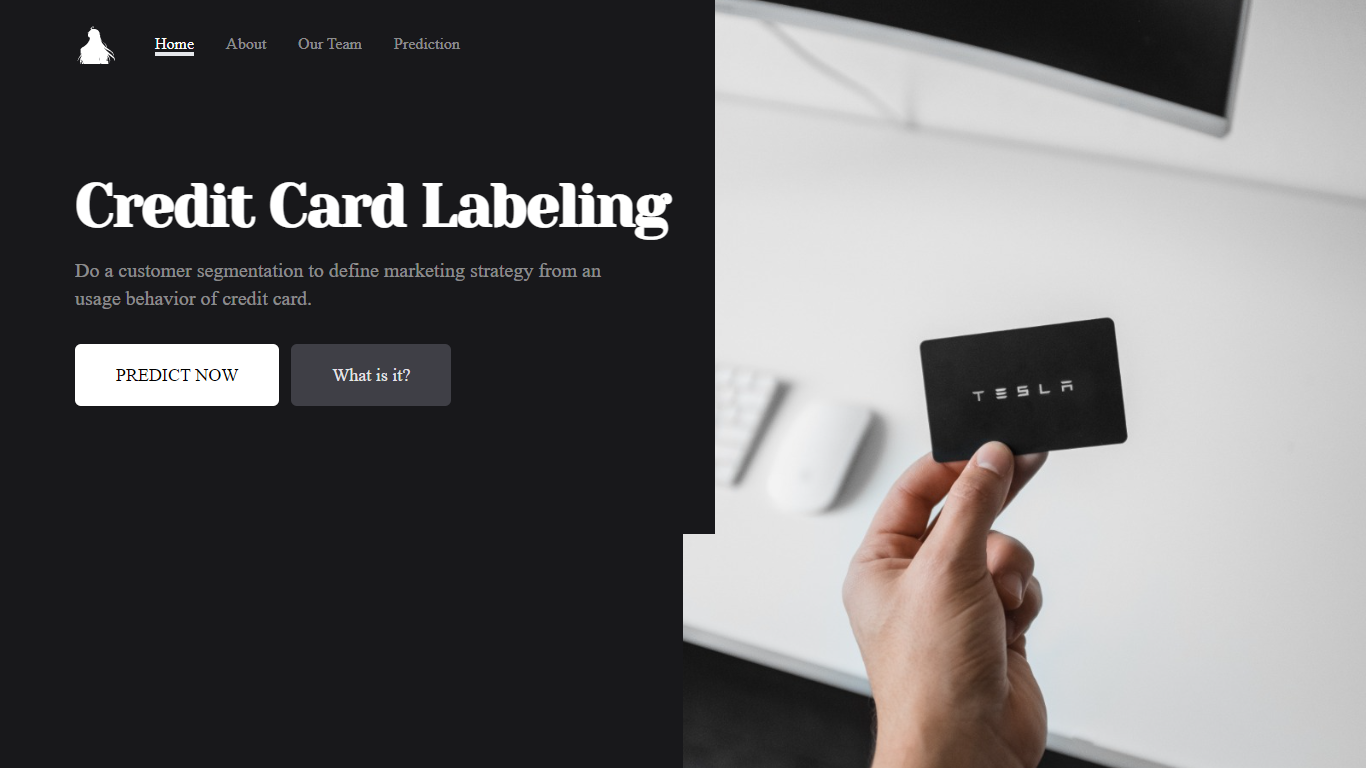 Home About Our Team Prediction
Credit Card Labeling
Do a customer segmentation to define marketing strategy from an
usage behavior of credit card.
PREDICT NOW What is it?
TESLA